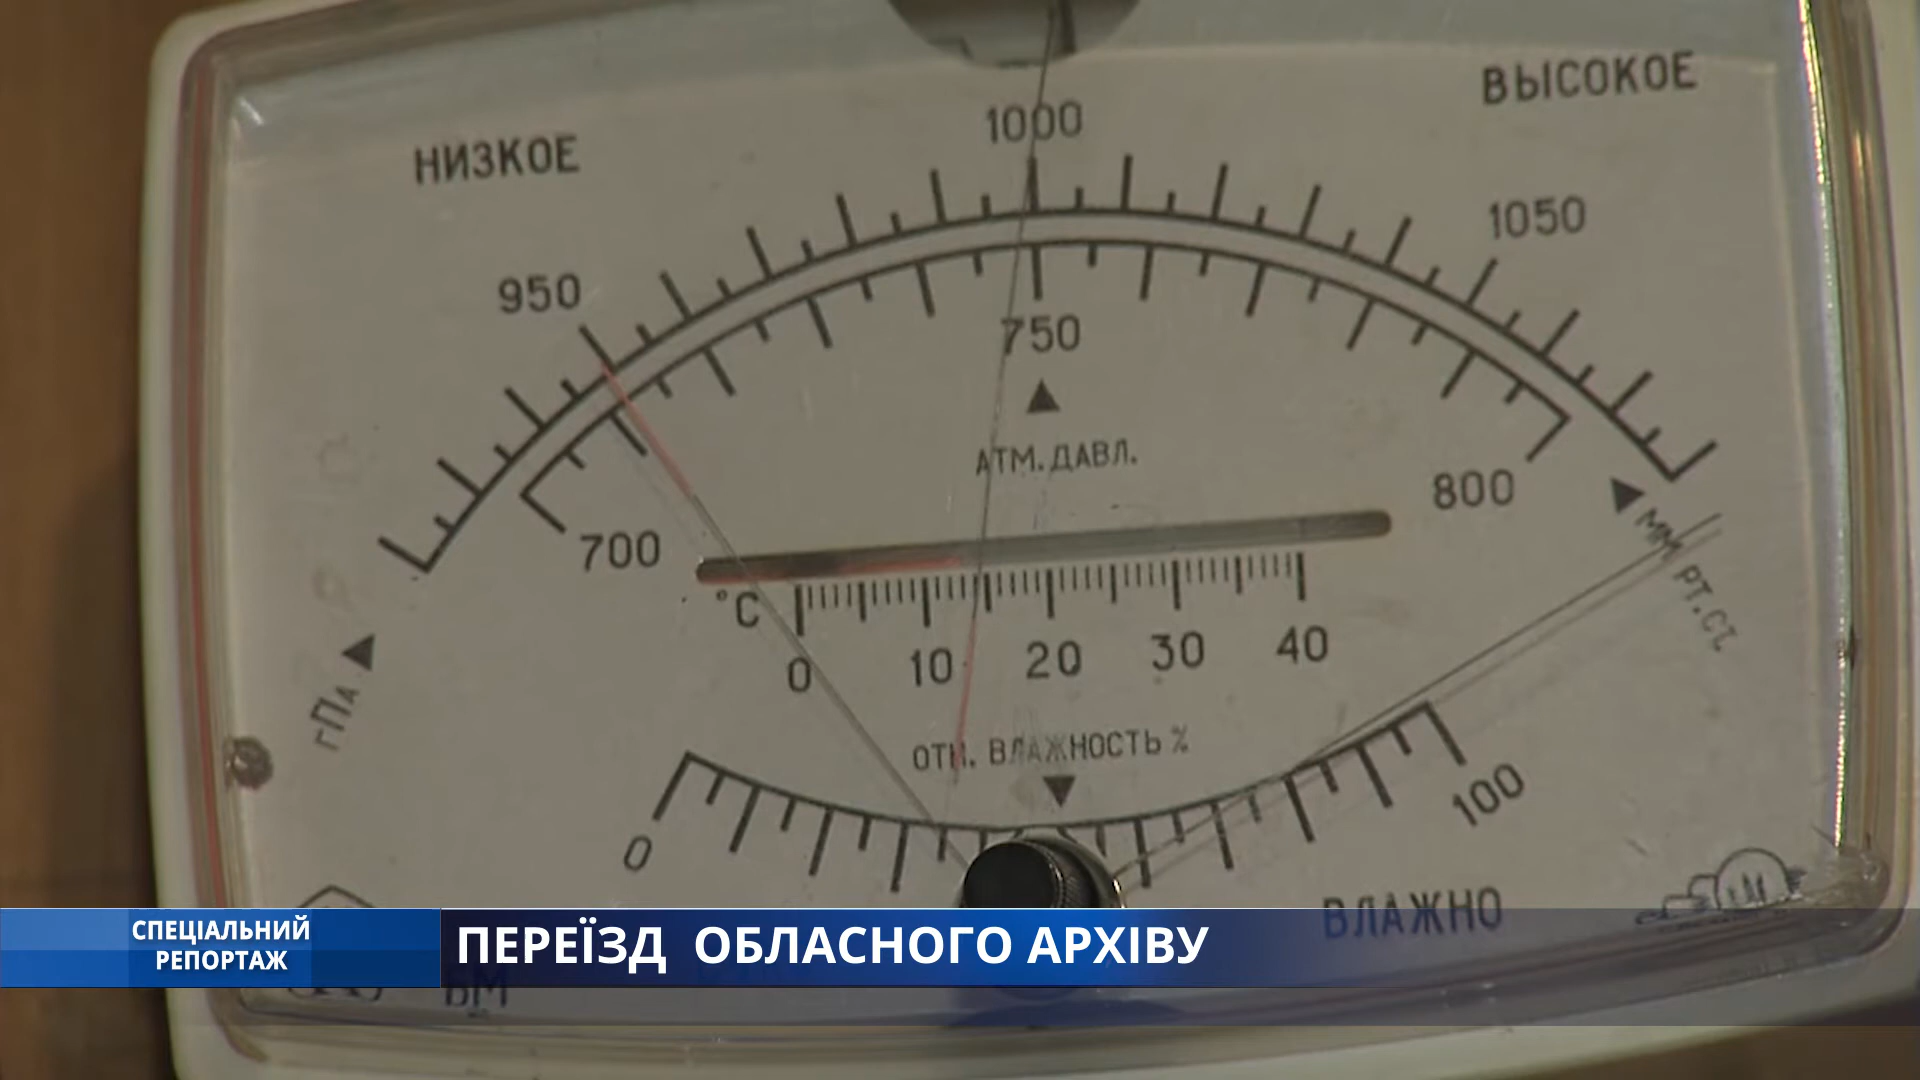 НИЗКОЕ
ВЫСОКОЕ
1000
950
1050
750
АТМ. ДАВЛ.
700
800
гПа
ММ РТ.СТ.
°C
0 10 20 30 40
ОТН. ВЛАЖНОСТЬ %
0
100
ВЛАЖНО
СПЕЦІАЛЬНИЙ
РЕПОРТАЖ
ПЕРЕЇЗД ОБЛАСНОГО АРХІВУ
БМ